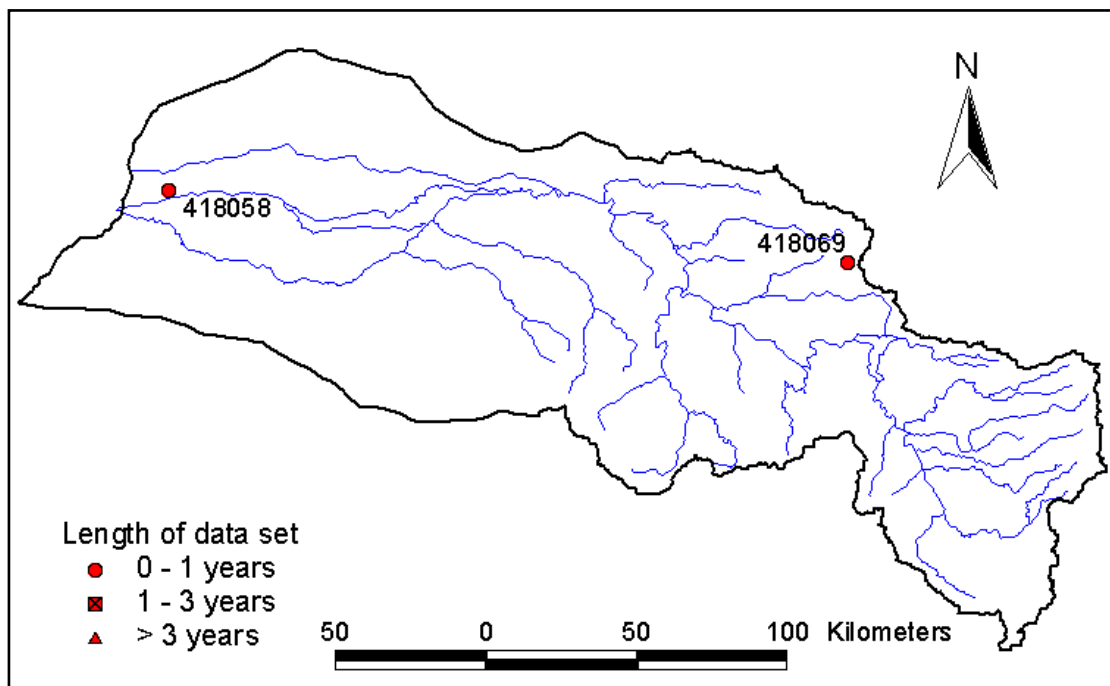 N
418058
418069
Length of data set
0 - 1 years
1 - 3 years
> 3 years
50 0 50 100 Kilometers